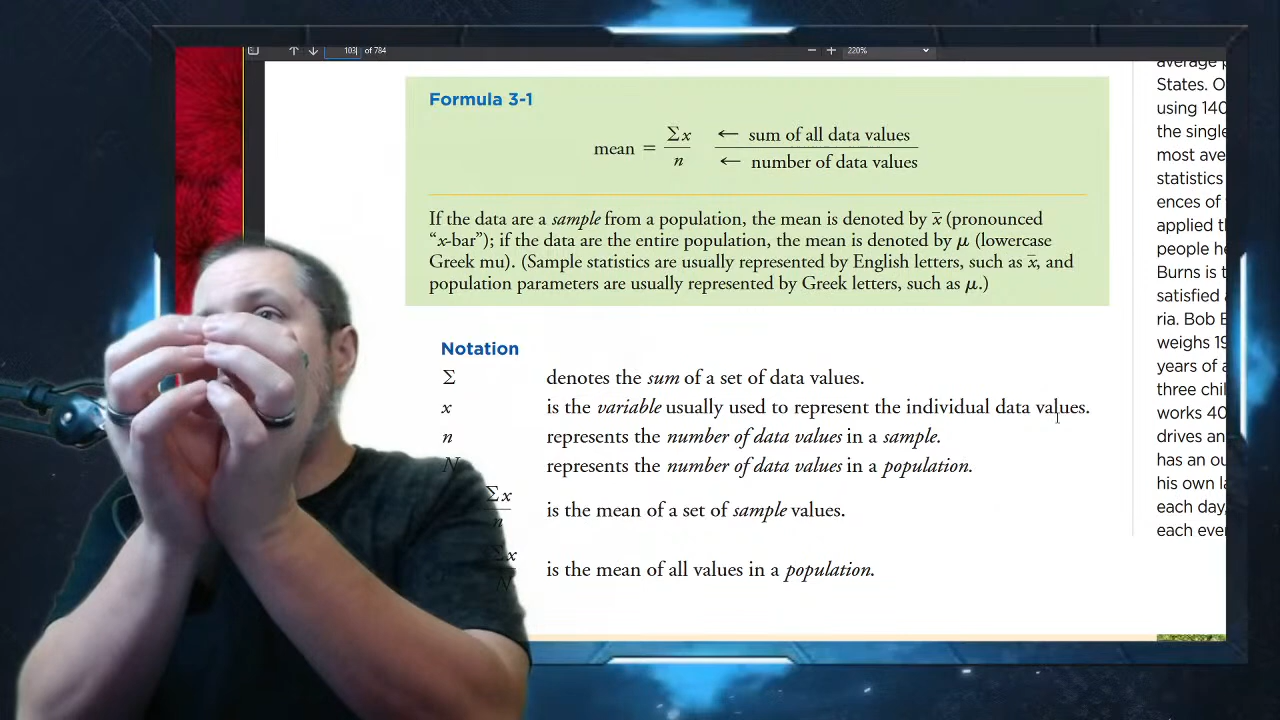 103 of 784
220%
Formula 3-1
mean = Σx / n ← sum of all data values
← number of data values
If the data are a sample from a population, the mean is denoted by x̄ (pronounced
“x-bar”); if the data are the entire population, the mean is denoted by μ (lowercase
Greek mu). (Sample statistics are usually represented by English letters, such as x̄, and
population parameters are usually represented by Greek letters, such as μ.)
Notation
Σ denotes the sum of a set of data values.
x is the variable usually used to represent the individual data values.
n represents the number of data values in a sample.
N represents the number of data values in a population.
Σx / n is the mean of a set of sample values.
Σx / N is the mean of all values in a population.
average
States. O
using 140
the single
most ave
statistics
ences of
applied th
people he
Burns is t
satisfied
ria. Bob B
weighs 19
years of a
three chil
works 40
drives an
has an ou
his own la
each day,
each eve